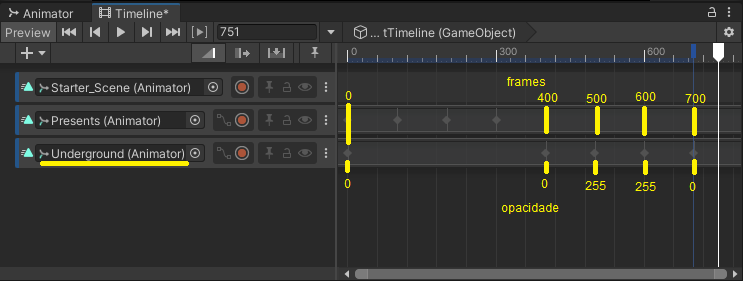 Animator Timeline*
Preview 751 ... tTimeline (GameObject)
0 300 600
Starter_Scene (Animator)
frames
0 400 500 600 700
Presents (Animator)
Underground (Animator)
0 0 255 255 0
opacidade